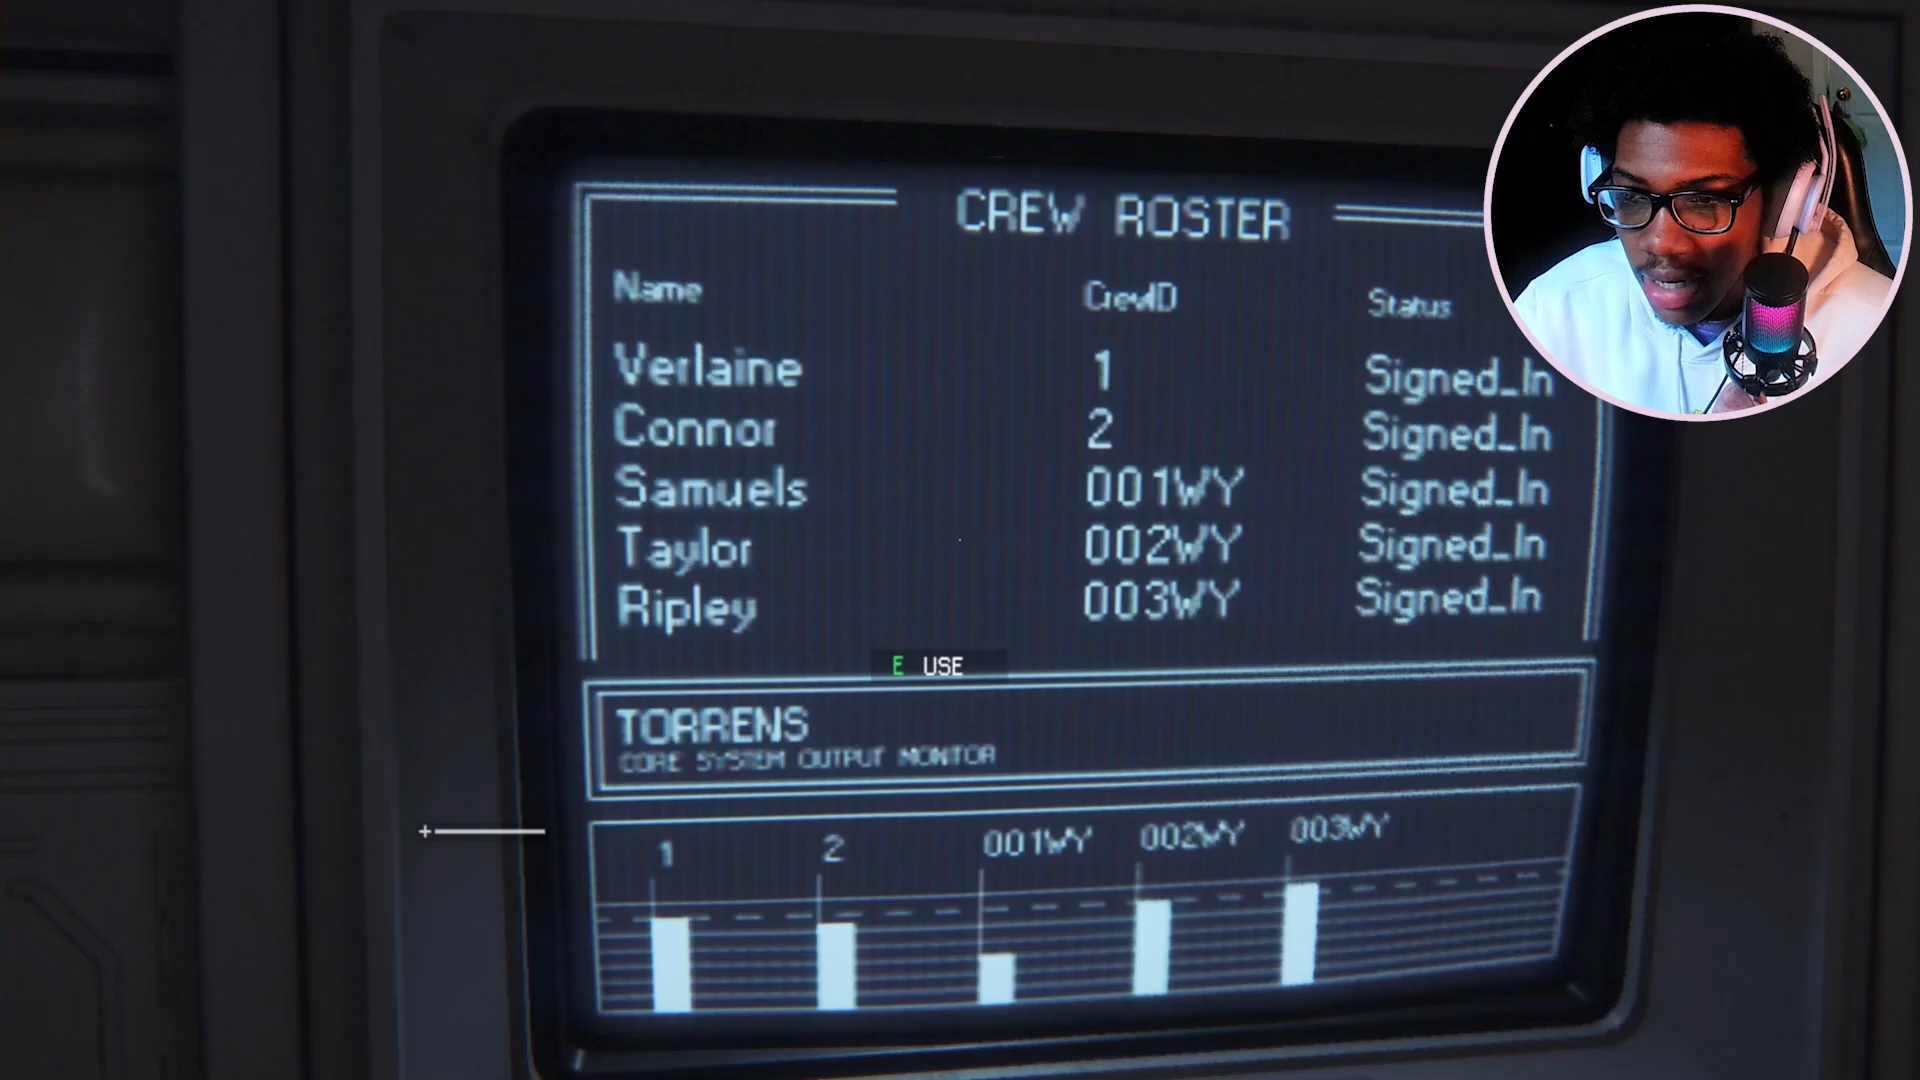 CREW ROSTER
Name CrewID Status
Verlaine 1 Signed_In
Connor 2 Signed_In
Samuels 001WY Signed_In
Taylor 002WY Signed_In
Ripley 003WY Signed_In
E USE
TORRENS
CORE SYSTEM OUTPUT MONITOR
1 2 001WY 002WY 003WY